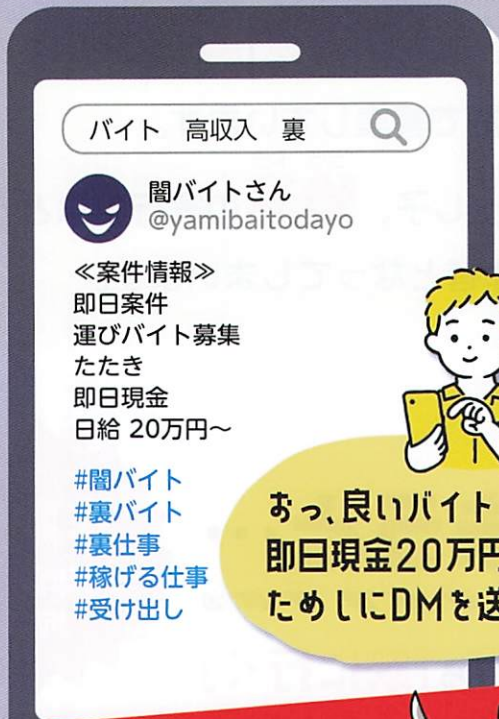 バイト 高収入 裏
闇バイトさん
@yamibaitodayo
≪案件情報≫
即日案件
運びバイト募集
たたき
即日現金
日給 20万円～
#闇バイト
#裏バイト
#裏仕事
#稼げる仕事
#受け出し
おっ、良いバイト
即日現金20万円
ためしにDMを送